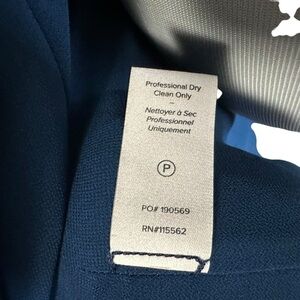 Professional Dry
Clean Only
–
Nettoyer à Sec
Professionnel
Uniquement
P
PO# 190569
RN#115562